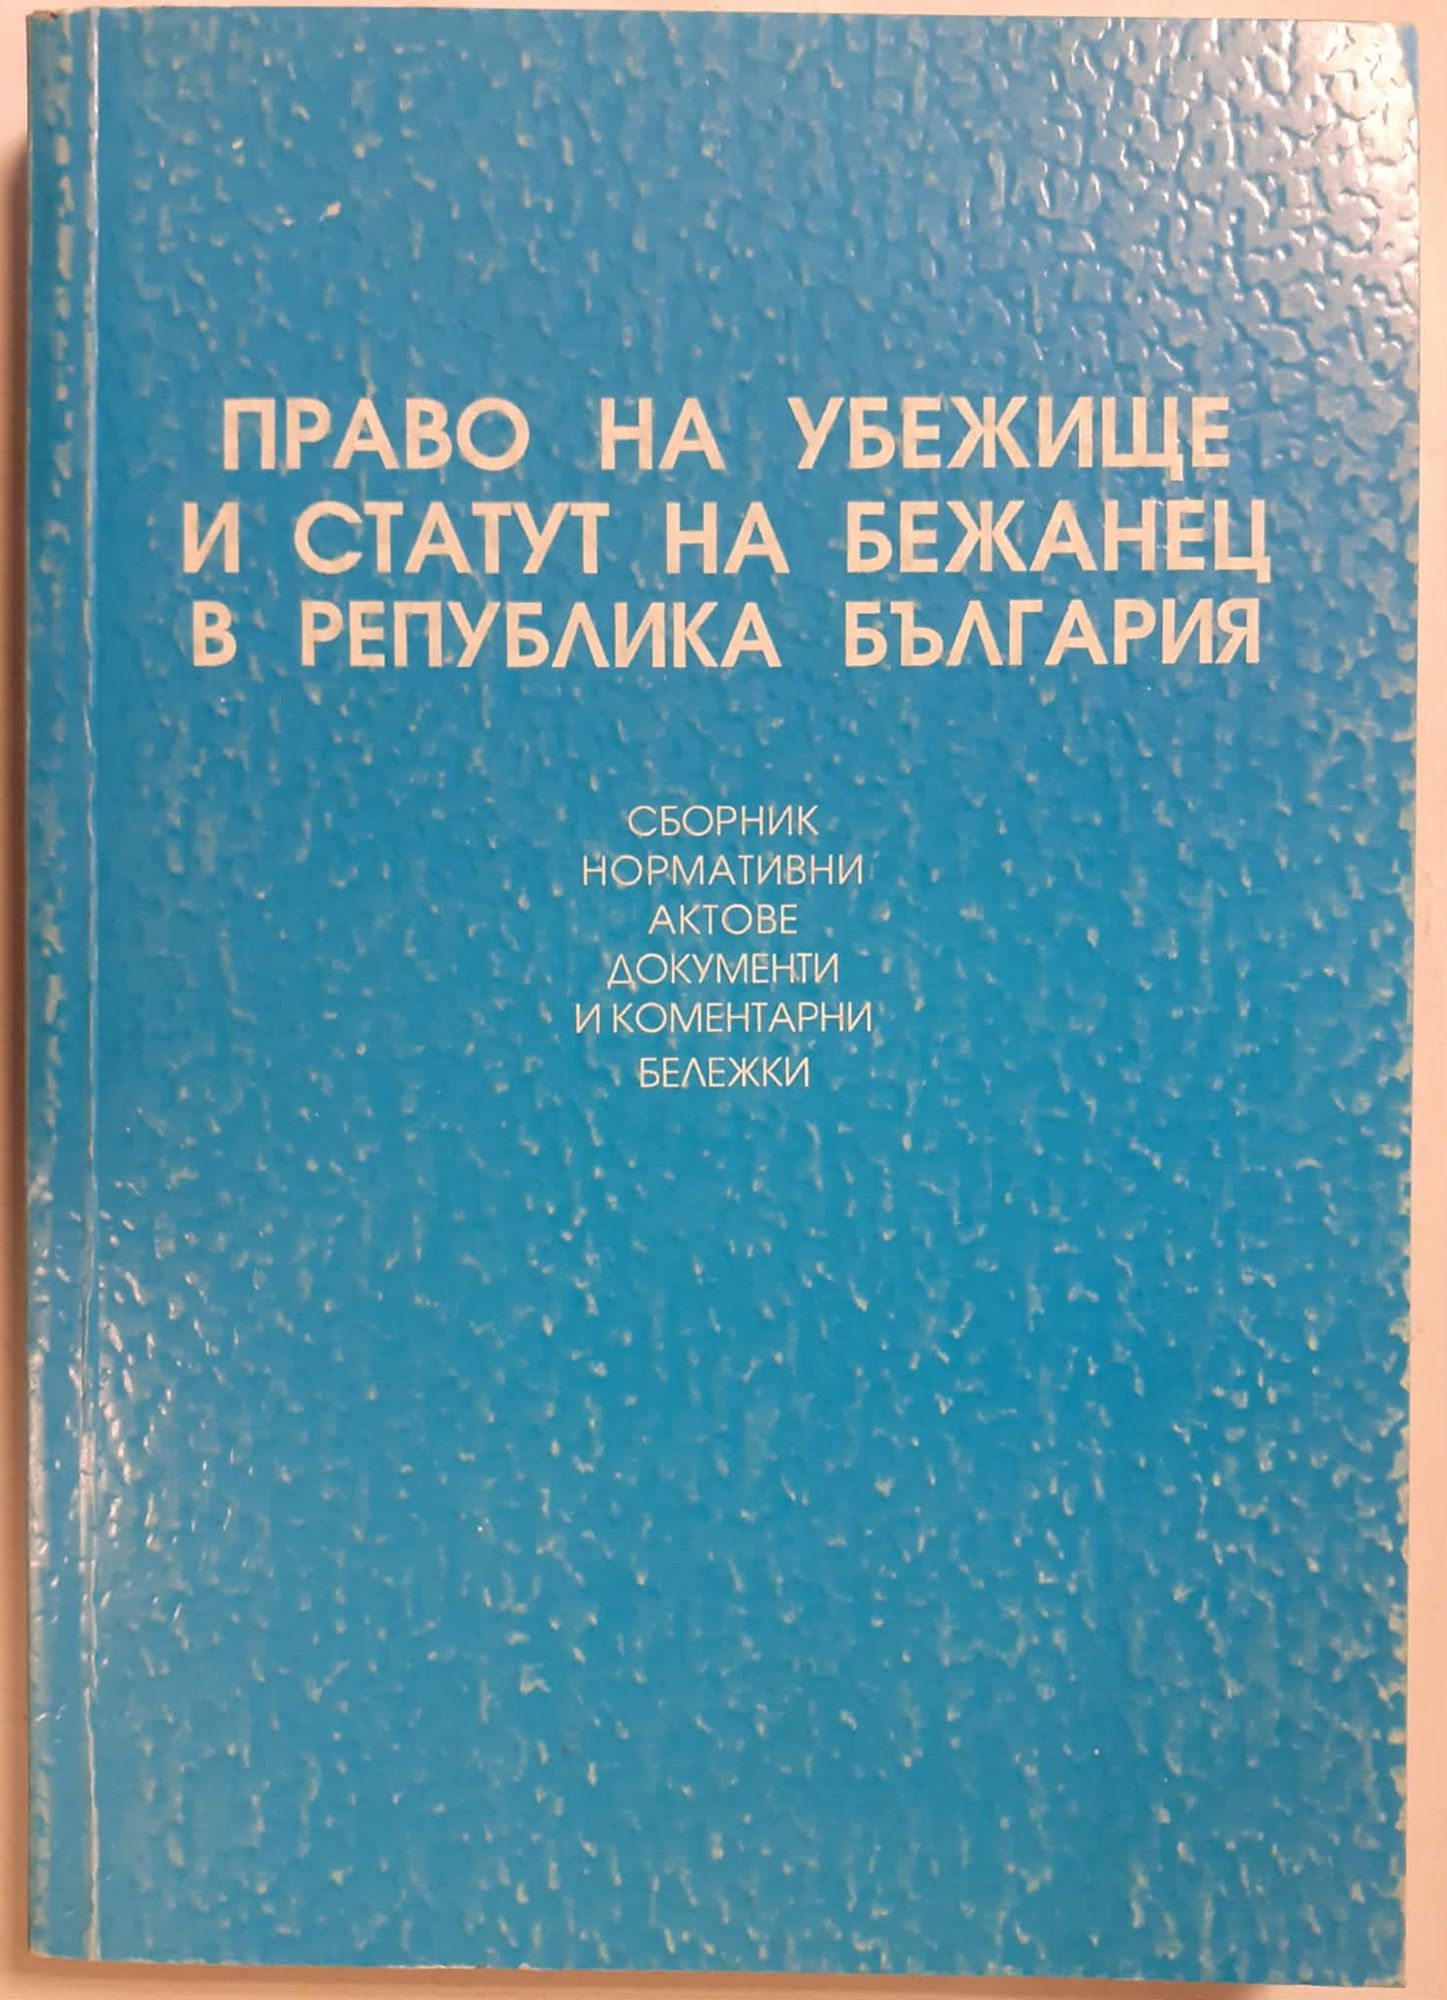 ПРАВО НА УБЕЖИЩЕ
И СТАТУТ НА БЕЖАНЕЦ
В РЕПУБЛИКА БЪЛГАРИЯ
СБОРНИК
НОРМАТИВНИ
АКТОВЕ
ДОКУМЕНТИ
И КОМЕНТАРНИ
БЕЛЕЖКИ